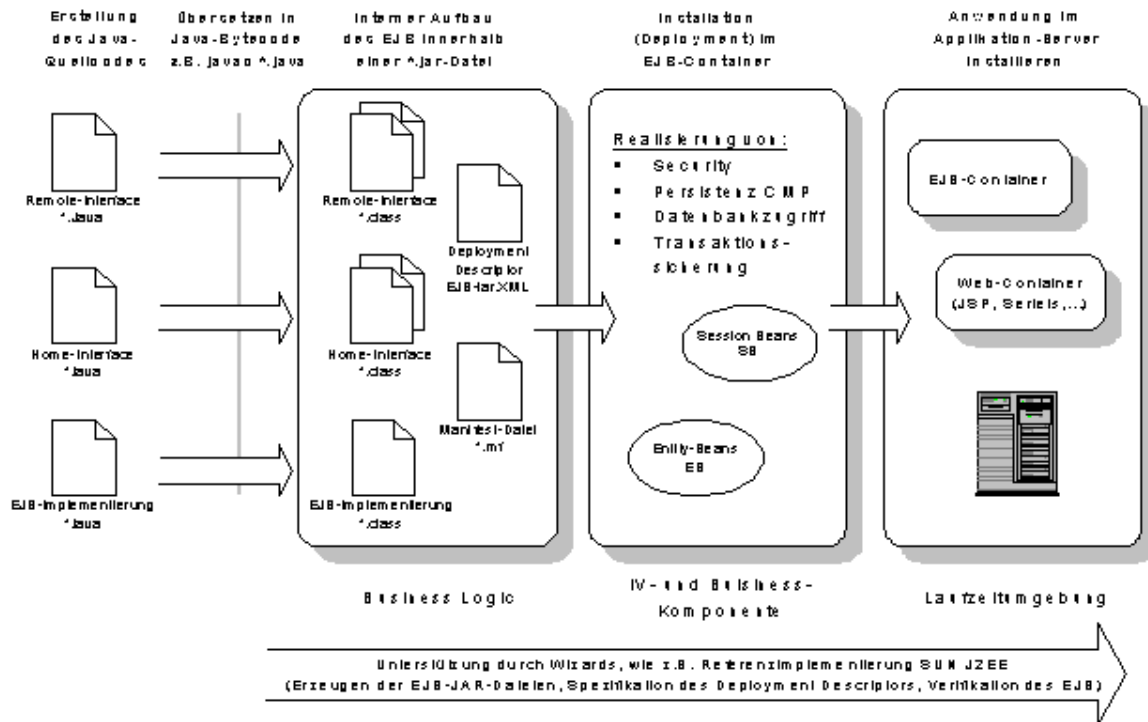 Erstellung
des Java-
Quellcodes
Übersetzen in
Java-Bytecode
z.B. javac *.java
Interner Aufbau
des EJB innerhalb
einer *.jar-Datei
Installation
(Deployment) im
EJB-Container
Anwendung im
Applikation-Server
installieren
Remote-Interface
*.Java
Home-Interface
*.Java
EJB-Implementierung
*.Java
Remote-Interface
*.class
Home-Interface
*.class
EJB-Implementierung
*.class
Deployment
Descriptor
EJB-jar.XML
Manifest-Datei
*.mf
Realisierung von:
▪ Security
▪ Persistenz CMP
▪ Datenbankzugriff
▪ Transaktions-
sicherung
Session Beans
SB
Entity-Beans
EB
EJB-Container
Web-Container
(JSP, Serlets,...)
Business Logic
IV- und Buisness-
Komponente
Laufzeitumgebung
Unterstützung durch Wizards, wie z.B. Referenzimplementierung SUN J2EE
(Erzeugen der EJB-JAR-Dateien, Spezifikation des Deployment Descriptors, Verifikation des EJB)